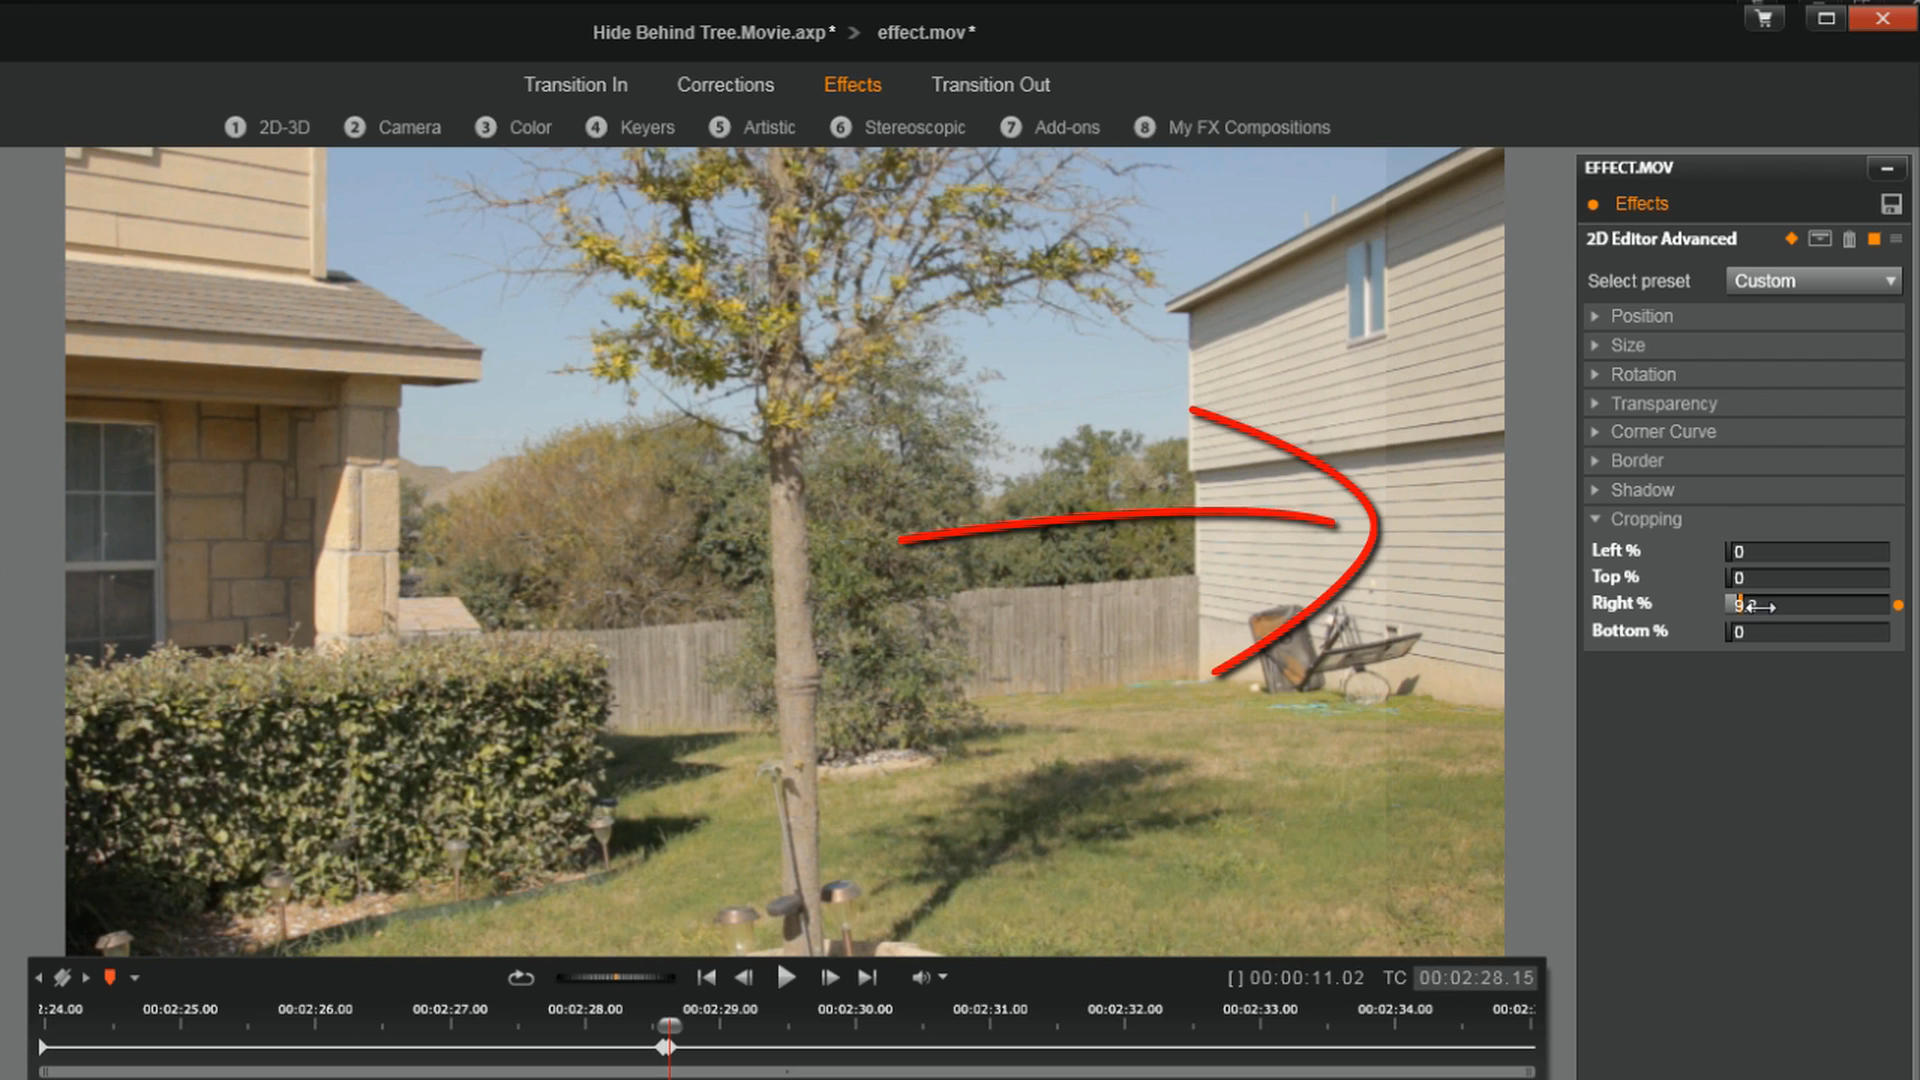 Hide Behind Tree.Movie.axp* > effect.mov*
Transition In Corrections Effects Transition Out
1 2D-3D 2 Camera 3 Color 4 Keyers 5 Artistic 6 Stereoscopic 7 Add-ons 8 My FX Compositions
EFFECT.MOV
Effects
2D Editor Advanced
Select preset Custom
Position
Size
Rotation
Transparency
Corner Curve
Border
Shadow
Cropping
Left % 0
Top % 0
Right %
Bottom % 0
[ ] 00:00:11.02 TC 00:02:28.15
2:24.00 00:02:25.00 00:02:26.00 00:02:27.00 00:02:28.00 00:02:29.00 00:02:30.00 00:02:31.00 00:02:32.00 00:02:33.00 00:02:34.00 00:02: